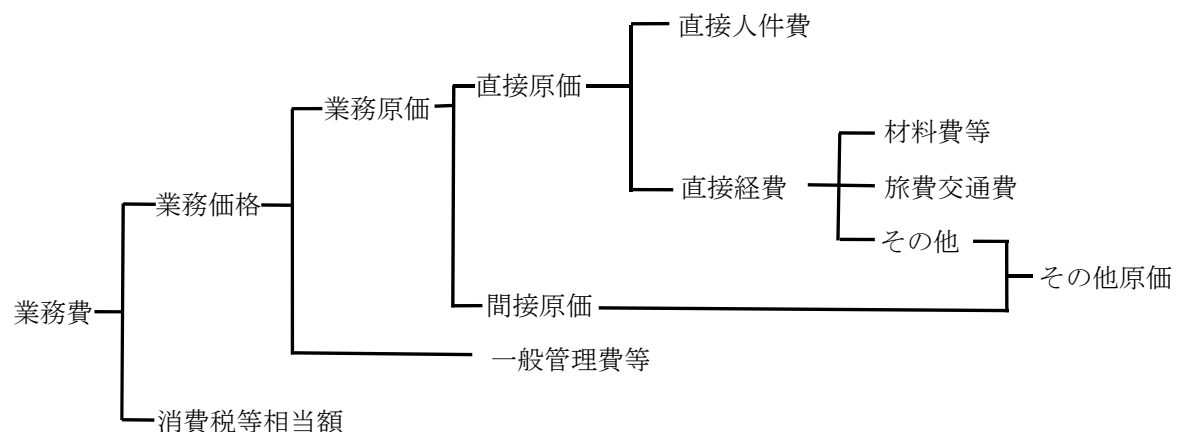 直接人件費
直接原価
業務原価
材料費等
直接経費
旅費交通費
業務価格
その他
その他原価
間接原価
業務費
一般管理費等
消費税等相当額